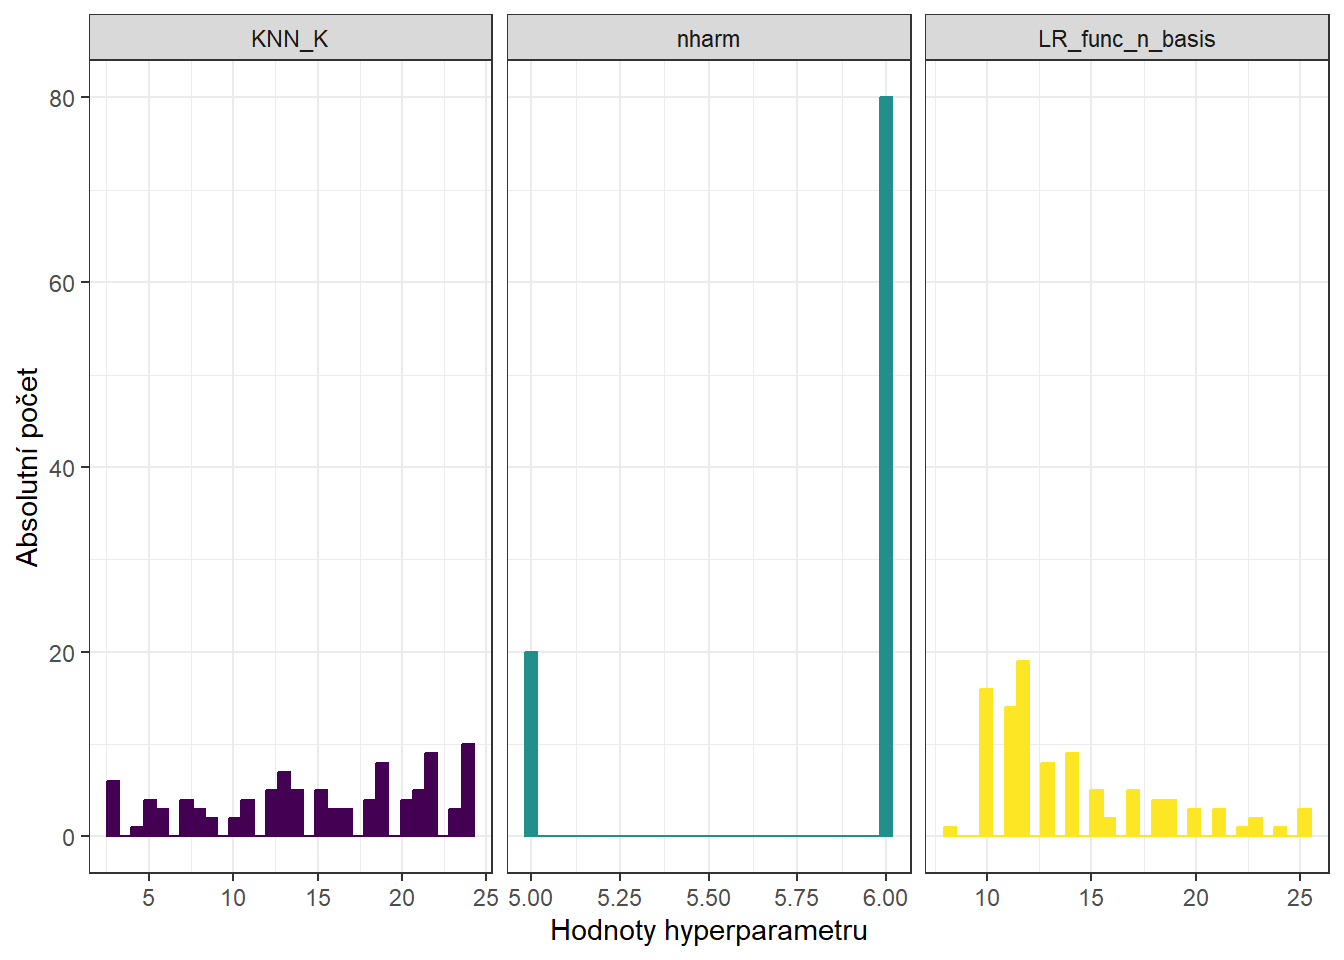 KNN_K
nharm
LR_func_n_basis
80
60
40
20
0
Absolutní počet
5 10 15 20 25
5.00 5.25 5.50 5.75 6.00
10 15 20 25
Hodnoty hyperparametru